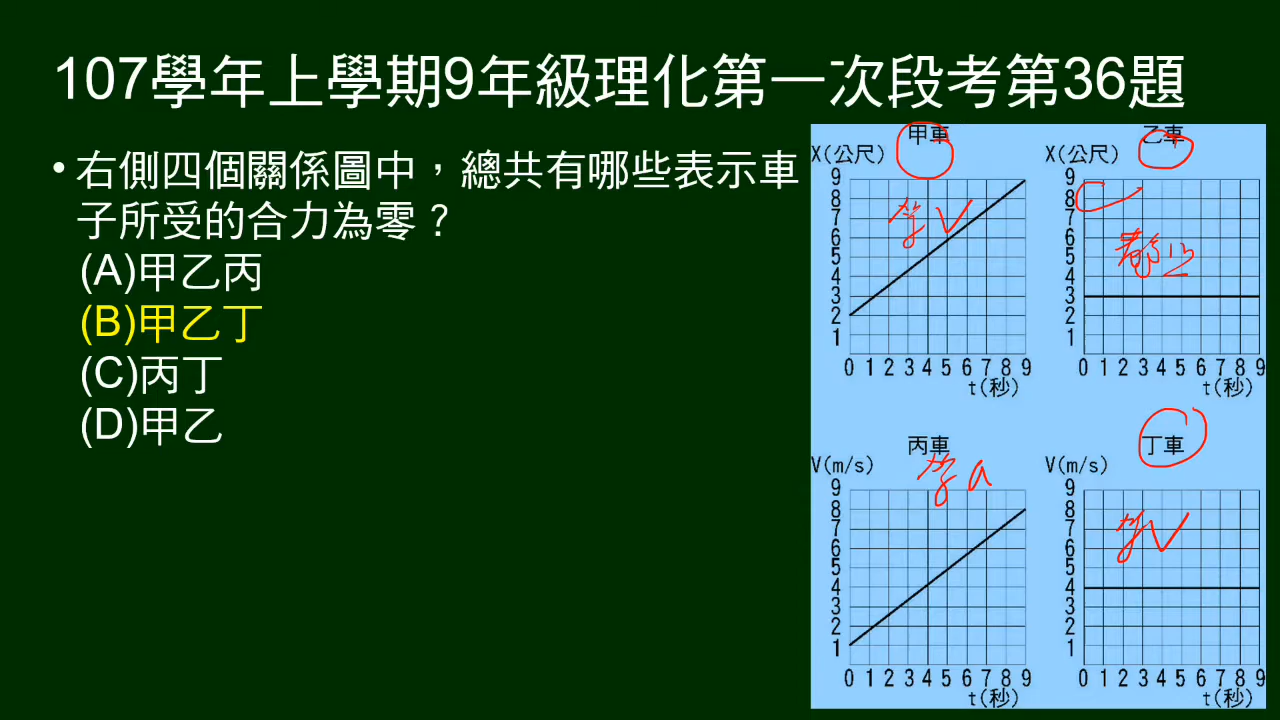 107學年上學期9年級理化第一次段考第36題
• 右側四個關係圖中，總共有哪些表示車
子所受的合力為零？
(A)甲乙丙
(B)甲乙丁
(C)丙丁
(D)甲乙
甲車
X(公尺)
9
8
7
6
5
4
3
2
1
0 1 2 3 4 5 6 7 8 9
t(秒)
等V
乙車
X(公尺)
9
8
7
6
5
4
3
2
1
0 1 2 3 4 5 6 7 8 9
t(秒)
丙車
V(m/s)
9
8
7
6
5
4
3
2
1
0 1 2 3 4 5 6 7 8 9
t(秒)
等a
丁車
V(m/s)
9
8
7
6
5
4
3
2
1
0 1 2 3 4 5 6 7 8 9
t(秒)
等V